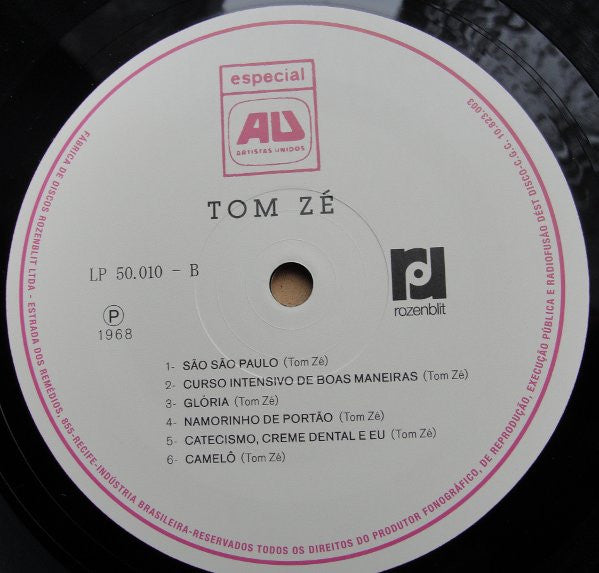 especial
AU
ARTISTAS UNIDOS
TOM ZÉ
LP 50.010 - B
Ⓟ
1968
rozenblit
1- SÃO SÃO PAULO (Tom Zé)
2- CURSO INTENSIVO DE BOAS MANEIRAS (Tom Zé)
3- GLÓRIA (Tom Zé)
4- NAMORINHO DE PORTÃO (Tom Zé)
5- CATECISMO, CREME DENTAL E EU (Tom Zé)
6- CAMELÔ (Tom Zé)
FÁBRICA DE DISCOS ROZENBLIT LTDA - ESTRADA DOS REMÉDIOS, 855-RECIFE-INDÚSTRIA BRASILEIRA-RESERVADOS TODOS OS DIREITOS DO PRODUTOR FONOGRÁFICO, DE REPRODUÇÃO, EXECUÇÃO PÚBLICA E RADIOFUSÃO DEST DISCO-C.G.C. 10.823.003